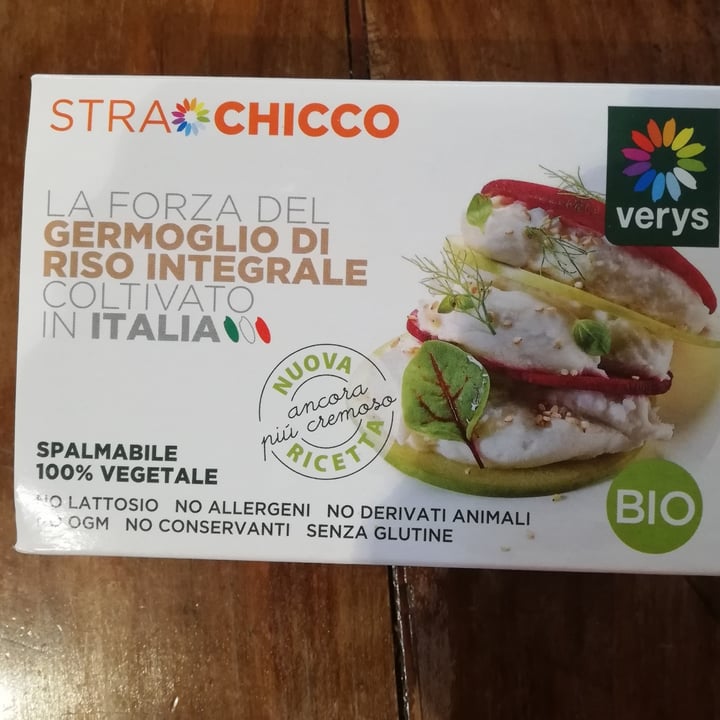 STRA CHICCO
verys
LA FORZA DEL
GERMOGLIO DI
RISO INTEGRALE
COLTIVATO
IN ITALIA
NUOVA
ancora
più cremoso
RICETTA
SPALMABILE
100% VEGETALE
NO LATTOSIO NO ALLERGENI NO DERIVATI ANIMALI
NO OGM NO CONSERVANTI SENZA GLUTINE
BIO